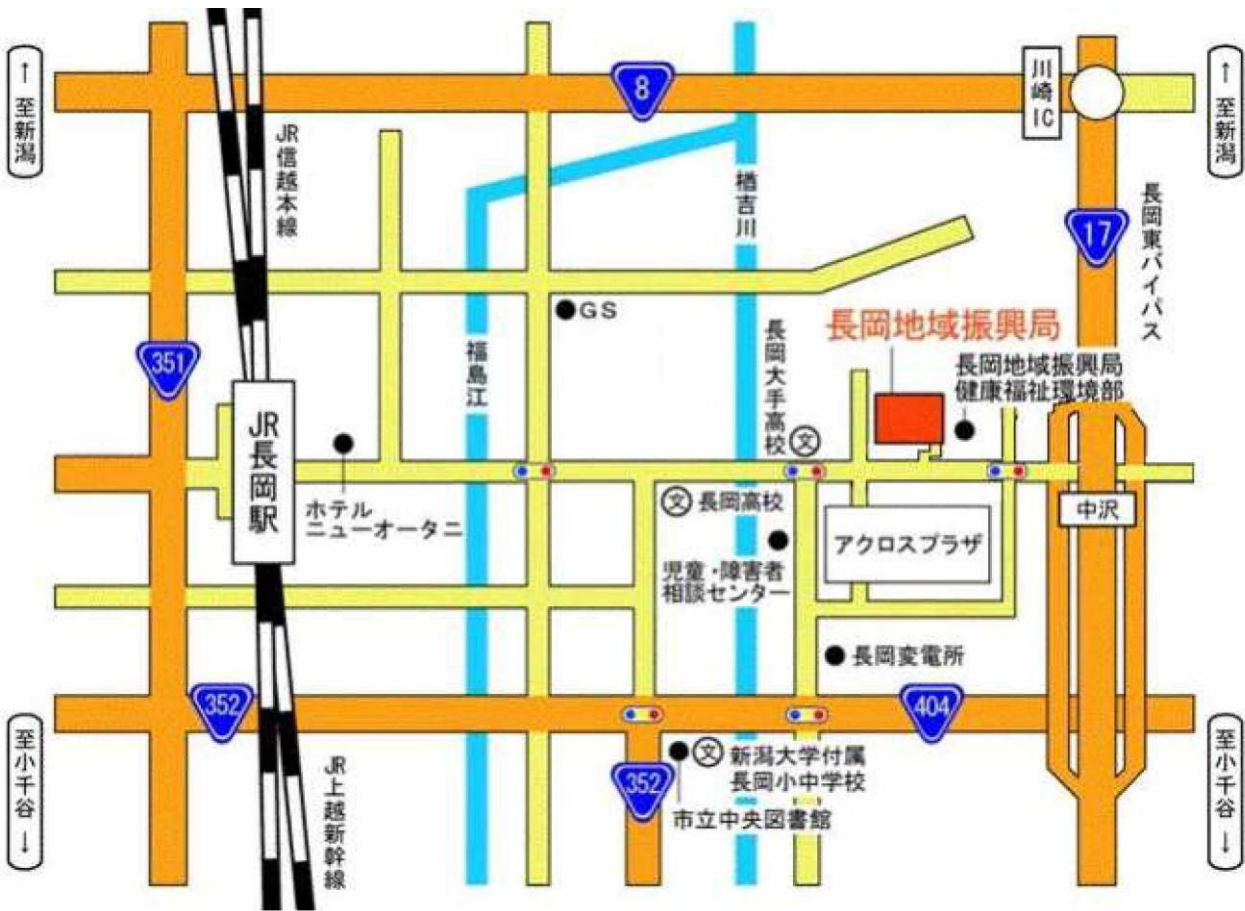 ↑至新潟
JR信越本線
8
川崎IC
↑至新潟
楢吉川
17
長岡東バイパス
GS
351
福島江
長岡大手高校
文
長岡地域振興局
長岡地域振興局
健康福祉環境部
JR長岡駅
ホテル
ニューオータニ
文 長岡高校
アクロスプラザ
中沢
児童・障害者
相談センター
長岡変電所
352
404
至小千谷↓
JR上越新幹線
352
文 新潟大学付属
長岡小中学校
市立中央図書館
至小千谷↓